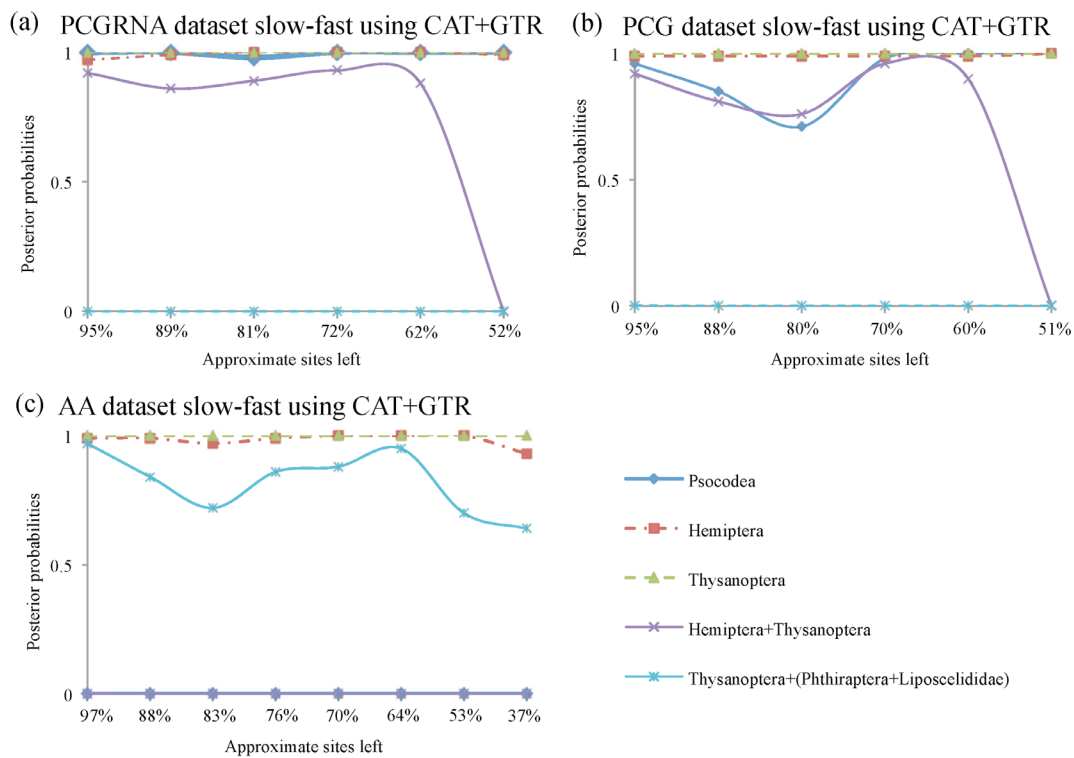 (a) PCGRNA dataset slow-fast using CAT+GTR
1
0.5
0
Posterior probabilities
95% 89% 81% 72% 62% 52%
Approximate sites left
(b) PCG dataset slow-fast using CAT+GTR
1
0.5
0
Posterior probabilities
95% 88% 80% 70% 60% 51%
Approximate sites left
(c) AA dataset slow-fast using CAT+GTR
1
0.5
0
Posterior probabilities
97% 88% 83% 76% 70% 64% 53% 37%
Approximate sites left
Psocodea
Hemiptera
Thysanoptera
Hemiptera+Thysanoptera
Thysanoptera+(Phthiraptera+Liposcelididae)